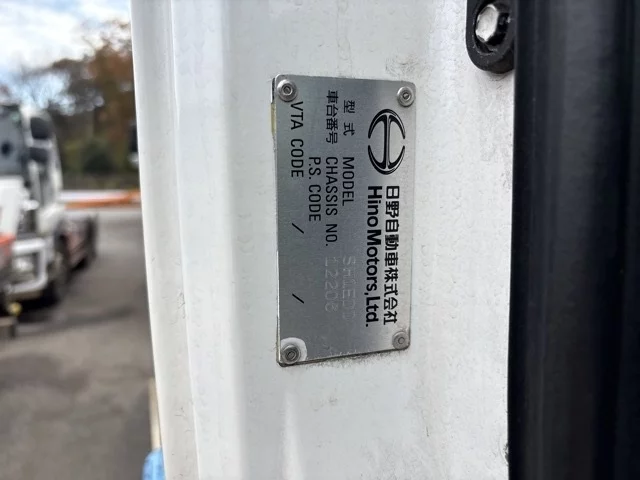 日野自動車株式会社
Hino Motors, Ltd.
型式 MODEL
車台番号 CHASSIS NO.
P.S. CODE /
VTA CODE /